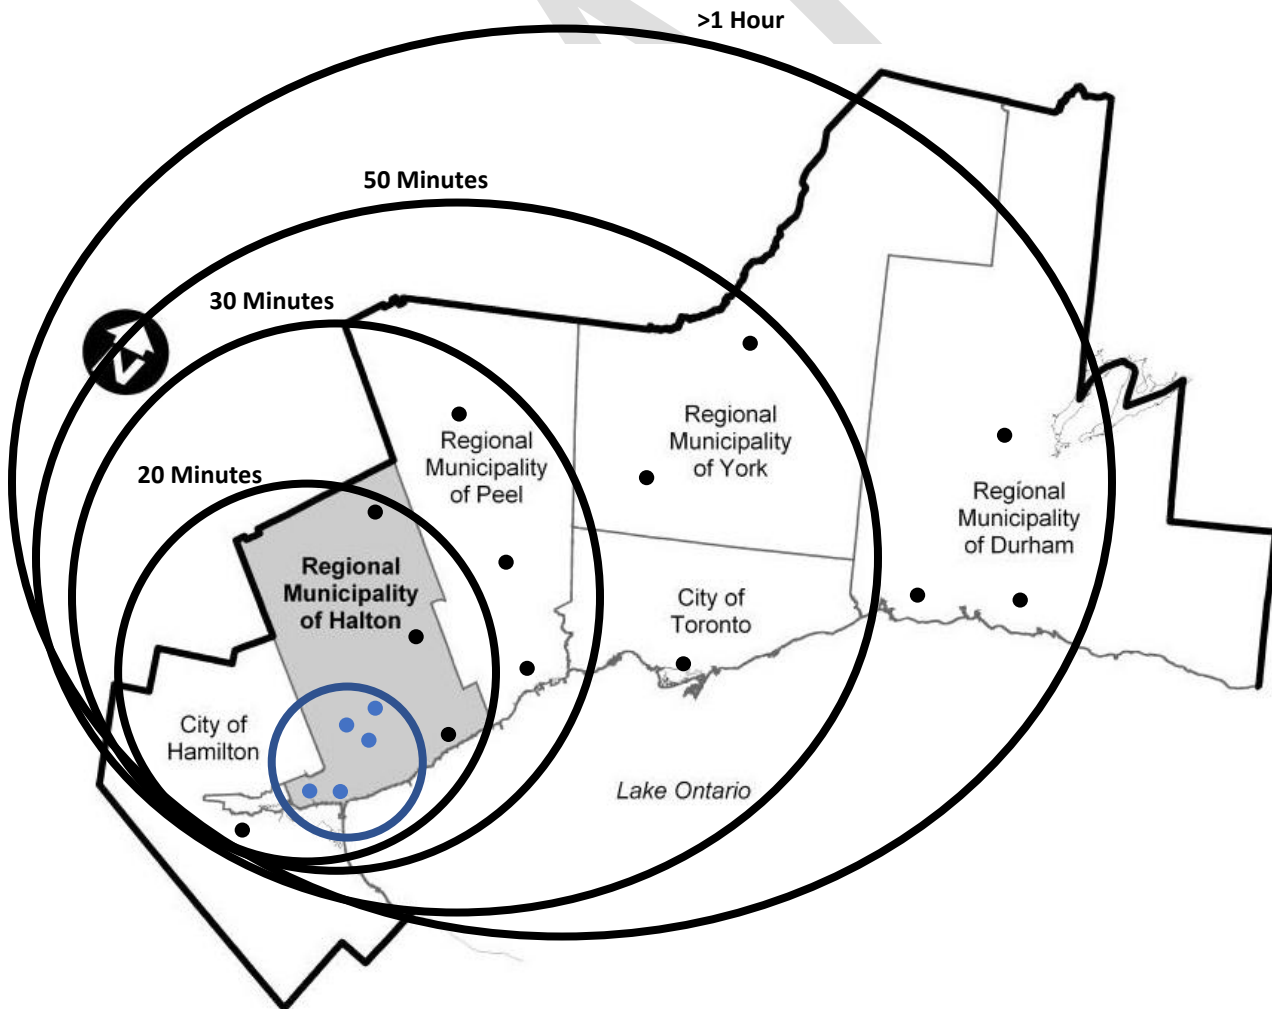 >1 Hour
50 Minutes
30 Minutes
20 Minutes
Regional
Municipality
of Peel
Regional
Municipality
of York
Regional
Municipality
of Durham
Regional
Municipality
of Halton
City of
Toronto
City of
Hamilton
Lake Ontario